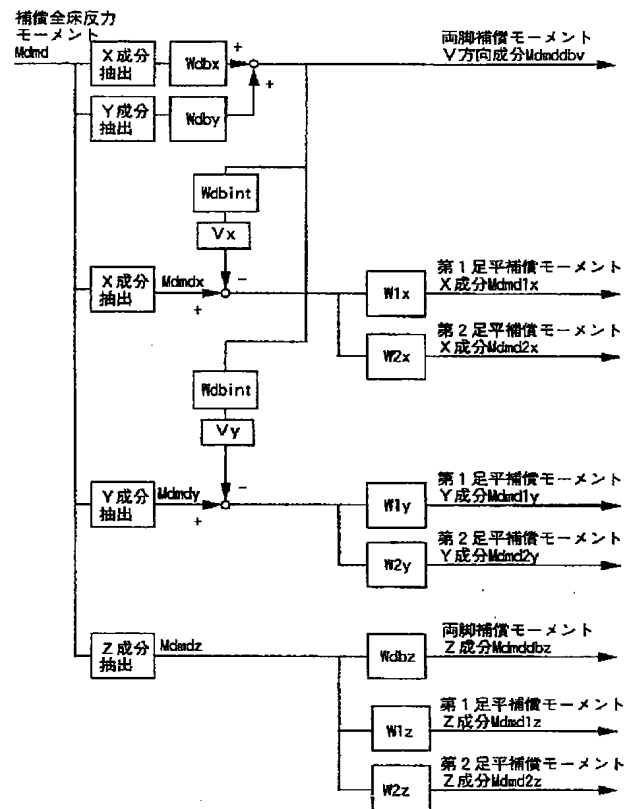 補償全床反力
モーメント
Mdmd
X成分
抽出
Wdbx
+
+
両脚補償モーメント
V方向成分Mdmddbv
Y成分
抽出
Wdby
Wdbint
Vx
-
X成分
抽出
Mdmdx
+
W1x
第1足平補償モーメント
X成分Mdmd1x
W2x
第2足平補償モーメント
X成分Mdmd2x
Wdbint
Vy
-
Y成分
抽出
Mdmdy
+
W1y
第1足平補償モーメント
Y成分Mdmd1y
W2y
第2足平補償モーメント
Y成分Mdmd2y
Z成分
抽出
Mdmdz
Wdbz
両脚補償モーメント
Z成分Mdmddbz
W1z
第1足平補償モーメント
Z成分Mdmd1z
W2z
第2足平補償モーメント
Z成分Mdmd2z